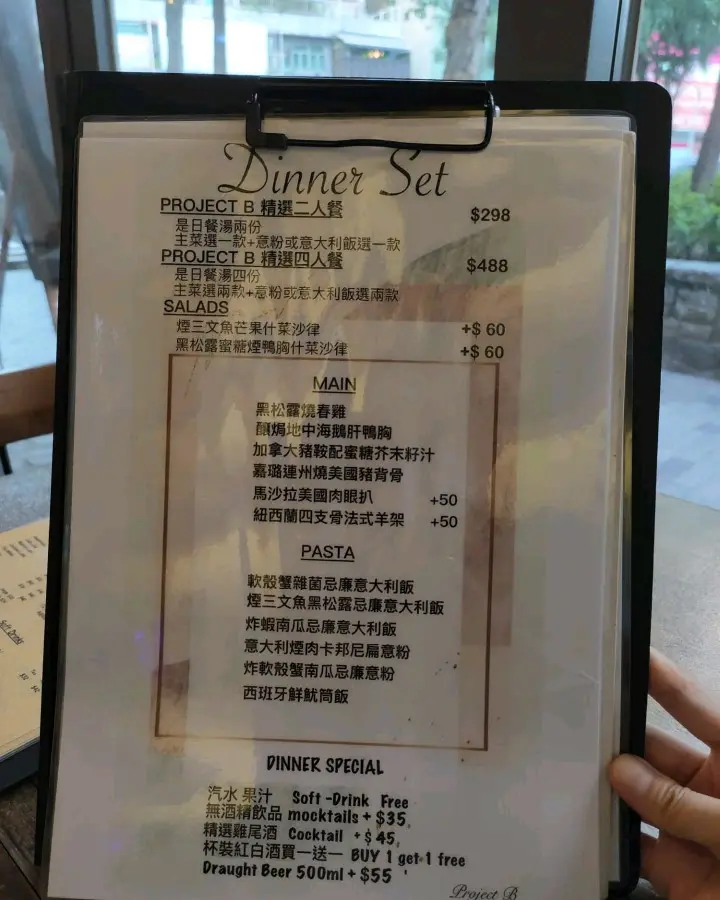 Dinner Set
PROJECT B 精選二人餐 $298
是日餐湯兩份
主菜選一款+意粉或意大利飯選一款
PROJECT B 精選四人餐 $488
是日餐湯四份
主菜選兩款+意粉或意大利飯選兩款
SALADS
煙三文魚芒果什菜沙律 +$ 60
黑松露蜜糖煙鴨胸什菜沙律 +$ 60
MAIN
黑松露燒春雞
釀焗地中海鵝肝鴨胸
加拿大豬鞍配蜜糖芥末籽汁
嘉璐連州燒美國豬背骨
馬沙拉美國肉眼扒 +50
紐西蘭四支骨法式羊架 +50
PASTA
軟殼蟹雜菌忌廉意大利飯
煙三文魚黑松露忌廉意大利飯
炸蝦南瓜忌廉意大利飯
意大利煙肉卡邦尼扁意粉
炸軟殼蟹南瓜忌廉意粉
西班牙鮮魷筒飯
DINNER SPECIAL
汽水 果汁 Soft-Drink Free
無酒精飲品 mocktails + $35
精選雞尾酒 Cocktail + $45
杯裝紅白酒買一送一 BUY 1 get 1 free
Draught Beer 500ml + $55
Project B